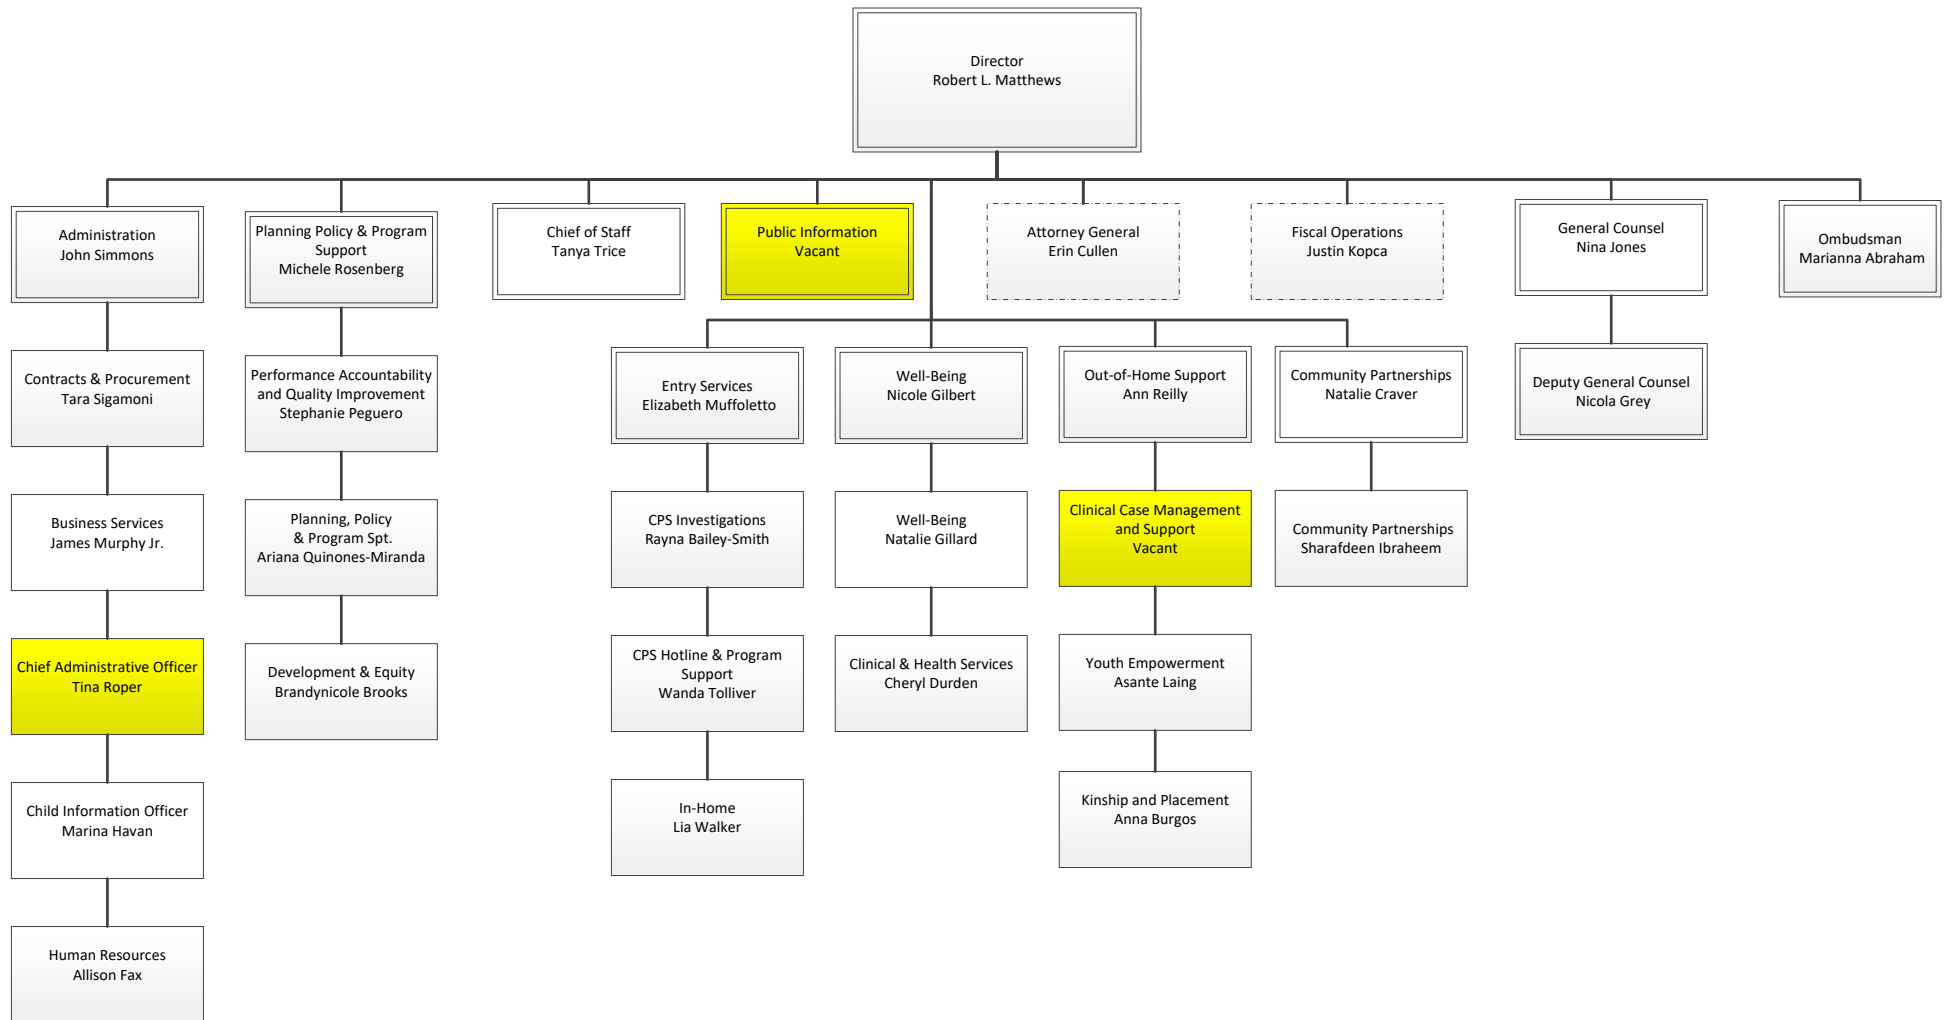 Director
Robert L. Matthews
Administration
John Simmons
Planning Policy & Program
Support
Michele Rosenberg
Chief of Staff
Tanya Trice
Public Information
Vacant
Attorney General
Erin Cullen
Fiscal Operations
Justin Kopca
General Counsel
Nina Jones
Ombudsman
Marianna Abraham
Contracts & Procurement
Tara Sigamoni
Performance Accountability
and Quality Improvement
Stephanie Peguero
Entry Services
Elizabeth Muffoletto
Well-Being
Nicole Gilbert
Out-of-Home Support
Ann Reilly
Community Partnerships
Natalie Craver
Deputy General Counsel
Nicola Grey
Business Services
James Murphy Jr.
Planning, Policy
& Program Spt.
Ariana Quinones-Miranda
CPS Investigations
Rayna Bailey-Smith
Well-Being
Natalie Gillard
Clinical Case Management
and Support
Vacant
Community Partnerships
Sharafdeen Ibraheem
Chief Administrative Officer
Tina Roper
Development & Equity
Brandynicole Brooks
CPS Hotline & Program
Support
Wanda Tolliver
Clinical & Health Services
Cheryl Durden
Youth Empowerment
Asante Laing
Child Information Officer
Marina Havan
In-Home
Lia Walker
Kinship and Placement
Anna Burgos
Human Resources
Allison Fax